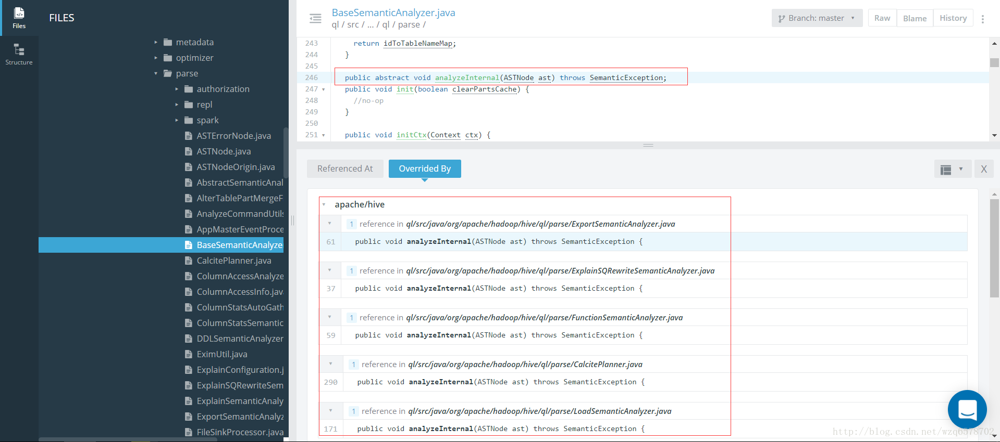 Files
Structure
FILES
metadata
optimizer
parse
authorization
repl
spark
ASTErrorNode.java
ASTNode.java
ASTNodeOrigin.java
AbstractSemanticAnal
AlterTablePartMergeF
AnalyzeCommandUtils
AppMasterEventProce
BaseSemanticAnalyze
CalcitePlanner.java
ColumnAccessAnalyze
ColumnAccessInfo.jav
ColumnStatsAutoGath
ColumnStatsSemantic
DDLSemanticAnalyzer
EximUtil.java
ExplainConfiguration.j
ExplainSQRewriteSem
ExplainSemanticAnaly
ExportSemanticAnalyz
FileSinkProcessor.java
BaseSemanticAnalyzer.java
ql / src / ... / ql / parse /
Branch: master
Raw
Blame
History
243 return idToTableNameMap;
244 }
245
246 public abstract void analyzeInternal(ASTNode ast) throws SemanticException;
247 public void init(boolean clearPartsCache) {
248 //no-op
249 }
250
251 public void initCtx(Context ctx) {
Referenced At
Overrided By
X
apache/hive
1 reference in ql/src/java/org/apache/hadoop/hive/ql/parse/ExportSemanticAnalyzer.java
61 public void analyzeInternal(ASTNode ast) throws SemanticException {
1 reference in ql/src/java/org/apache/hadoop/hive/ql/parse/ExplainSQRewriteSemanticAnalyzer.java
37 public void analyzeInternal(ASTNode ast) throws SemanticException {
1 reference in ql/src/java/org/apache/hadoop/hive/ql/parse/FunctionSemanticAnalyzer.java
59 public void analyzeInternal(ASTNode ast) throws SemanticException {
1 reference in ql/src/java/org/apache/hadoop/hive/ql/parse/CalcitePlanner.java
290 public void analyzeInternal(ASTNode ast) throws SemanticException {
1 reference in ql/src/java/org/apache/hadoop/hive/ql/parse/LoadSemanticAnalyzer.java
171 public void analyzeInternal(ASTNode ast) throws SemanticException {
http://blog.csdn.net/wzq6578702